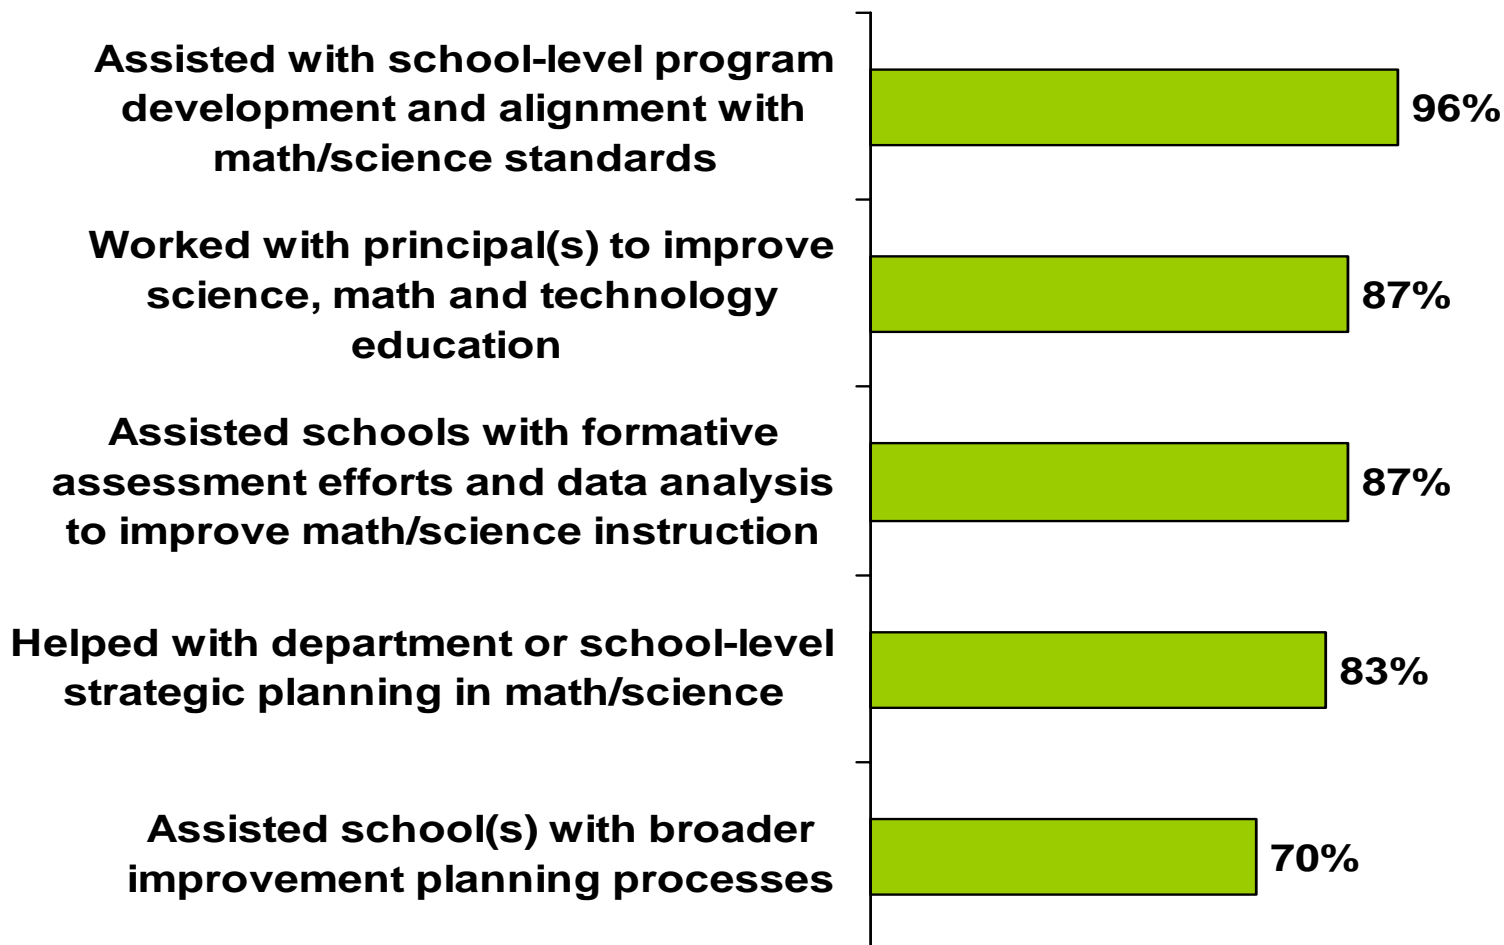 Assisted with school-level program
development and alignment with
math/science standards
96%
Worked with principal(s) to improve
science, math and technology
education
87%
Assisted schools with formative
assessment efforts and data analysis
to improve math/science instruction
87%
Helped with department or school-level
strategic planning in math/science
83%
Assisted school(s) with broader
improvement planning processes
70%